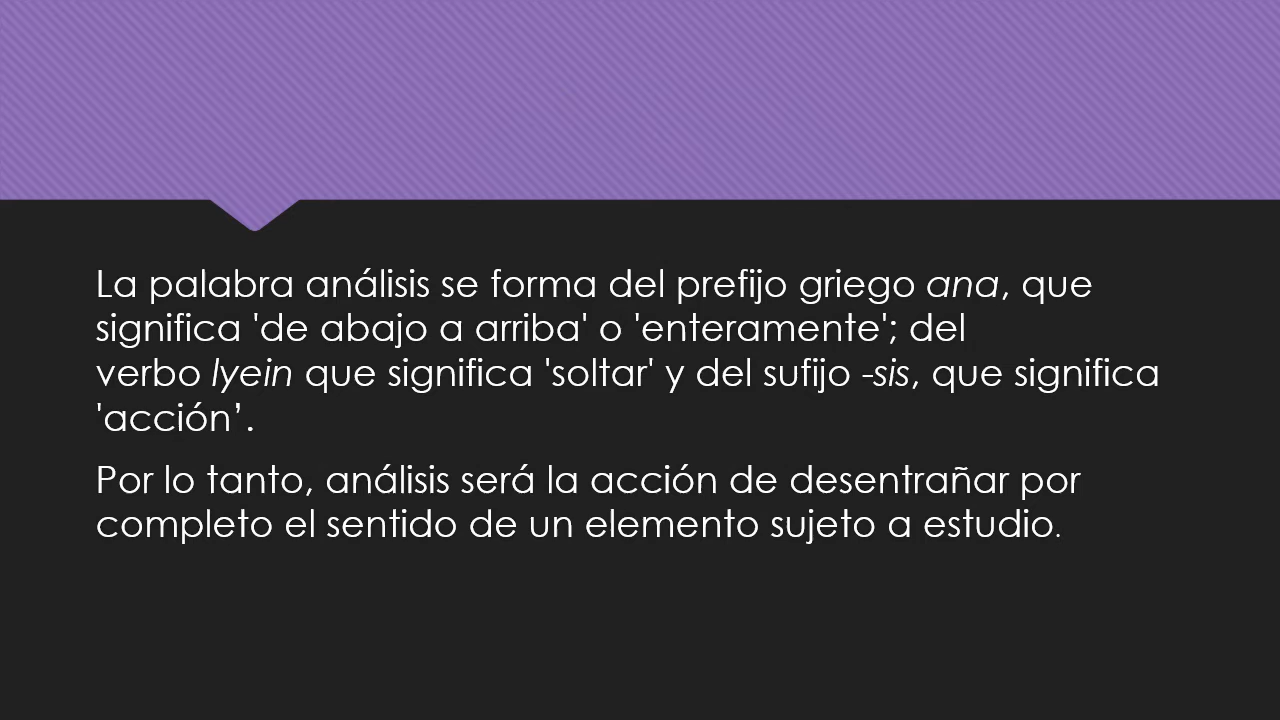 La palabra análisis se forma del prefijo griego ana, que
significa 'de abajo a arriba' o 'enteramente'; del
verbo lyein que significa 'soltar' y del sufijo -sis, que significa
'acción’.
Por lo tanto, análisis será la acción de desentrañar por
completo el sentido de un elemento sujeto a estudio.